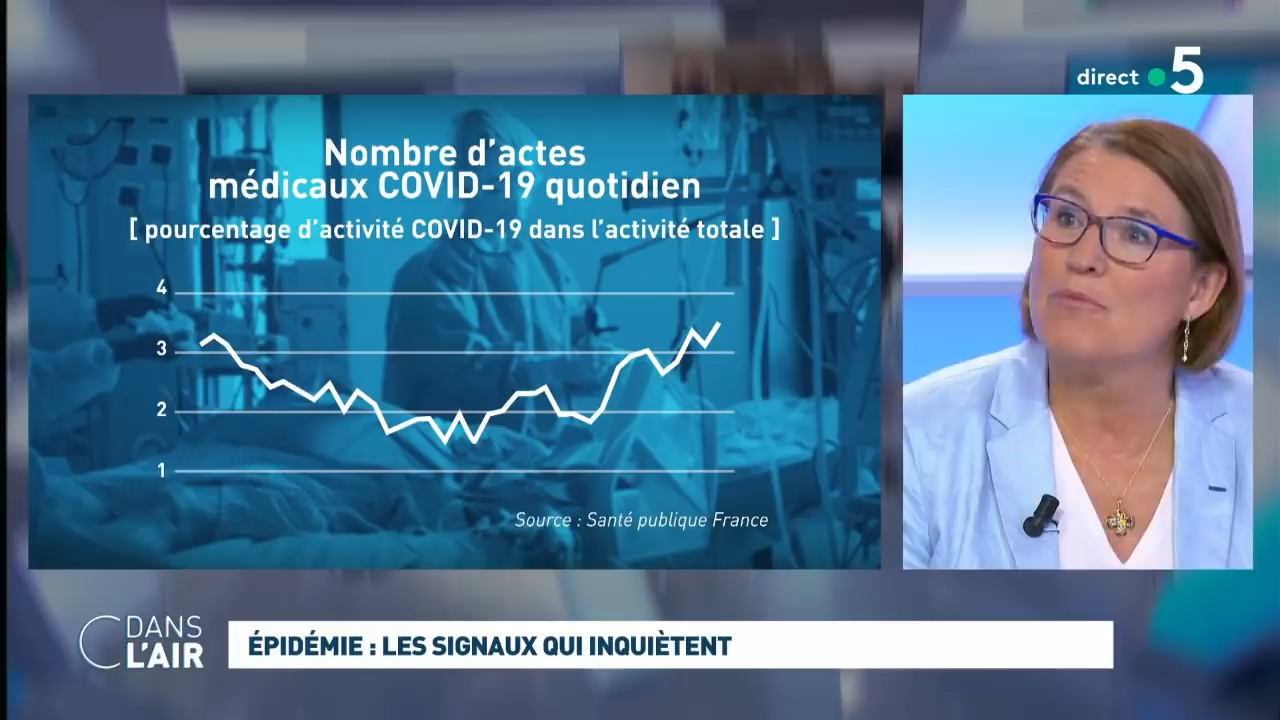 direct 5
Nombre d'actes
médicaux COVID-19 quotidien
[ pourcentage d'activité COVID-19 dans l'activité totale ]
4
3
2
1
Source : Santé publique France
C DANS
L'AIR
ÉPIDÉMIE : LES SIGNAUX QUI INQUIÈTENT